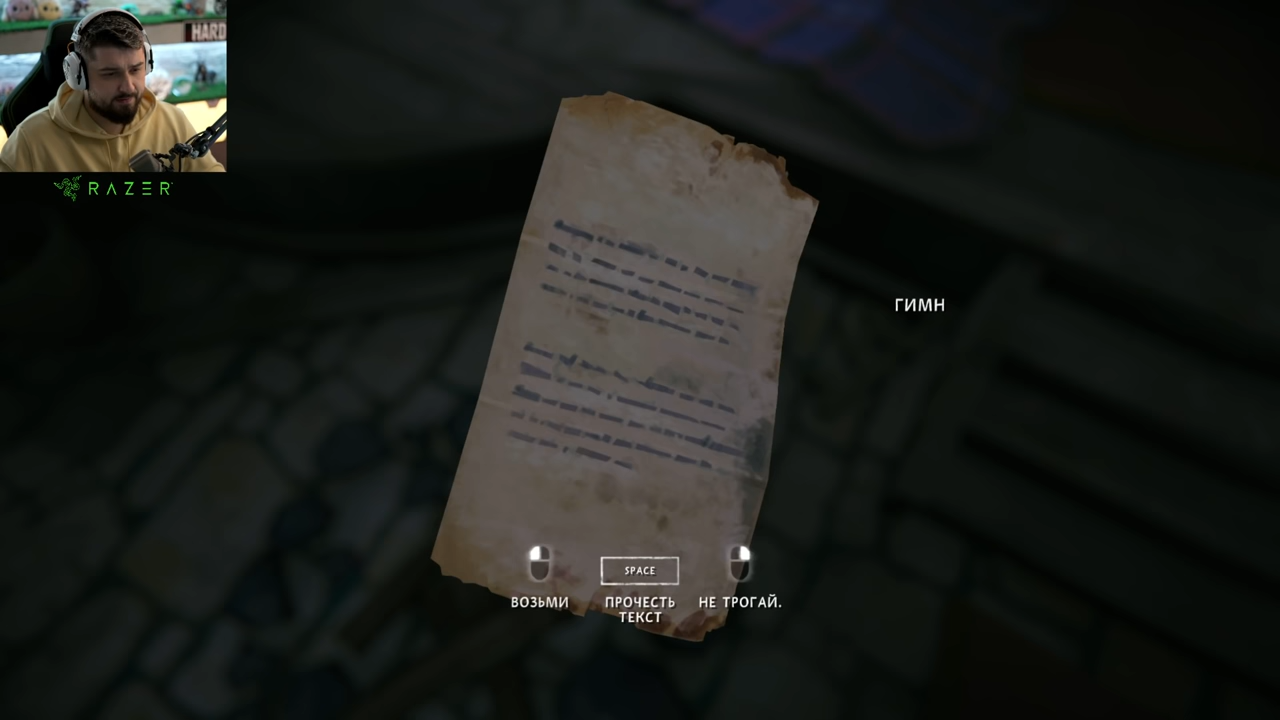 HARD
RAZER
ГИМН
SPACE
ВОЗЬМИ
ПРОЧЕСТЬ
ТЕКСТ
НЕ ТРОГАЙ.